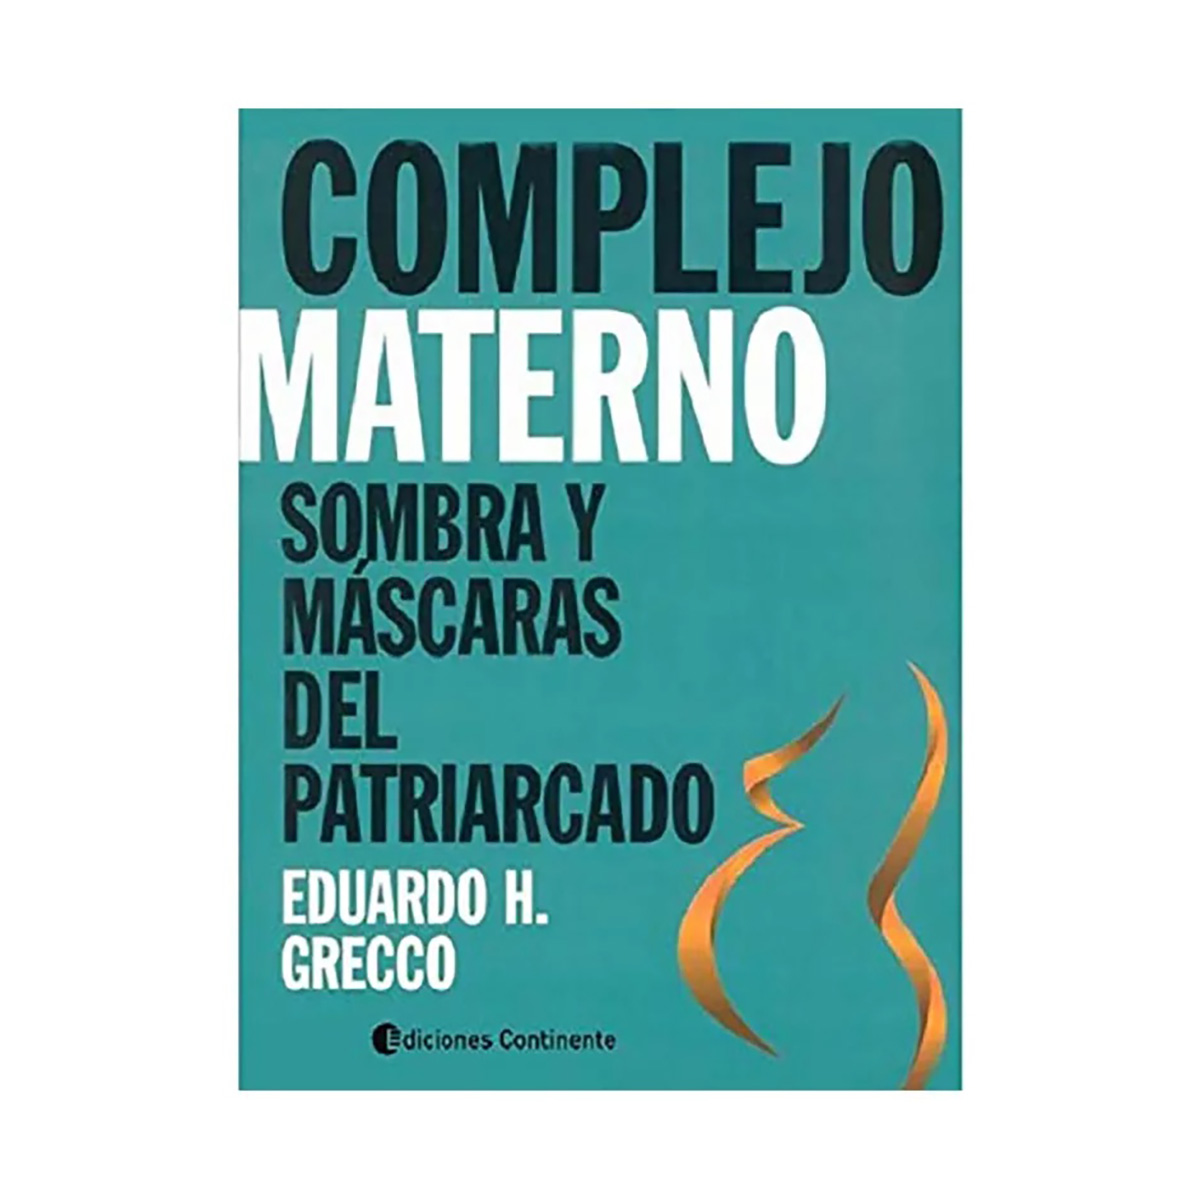 COMPLEJO
MATERNO
SOMBRA Y
MÁSCARAS
DEL
PATRIARCADO
EDUARDO H.
GRECCO
Ediciones Continente